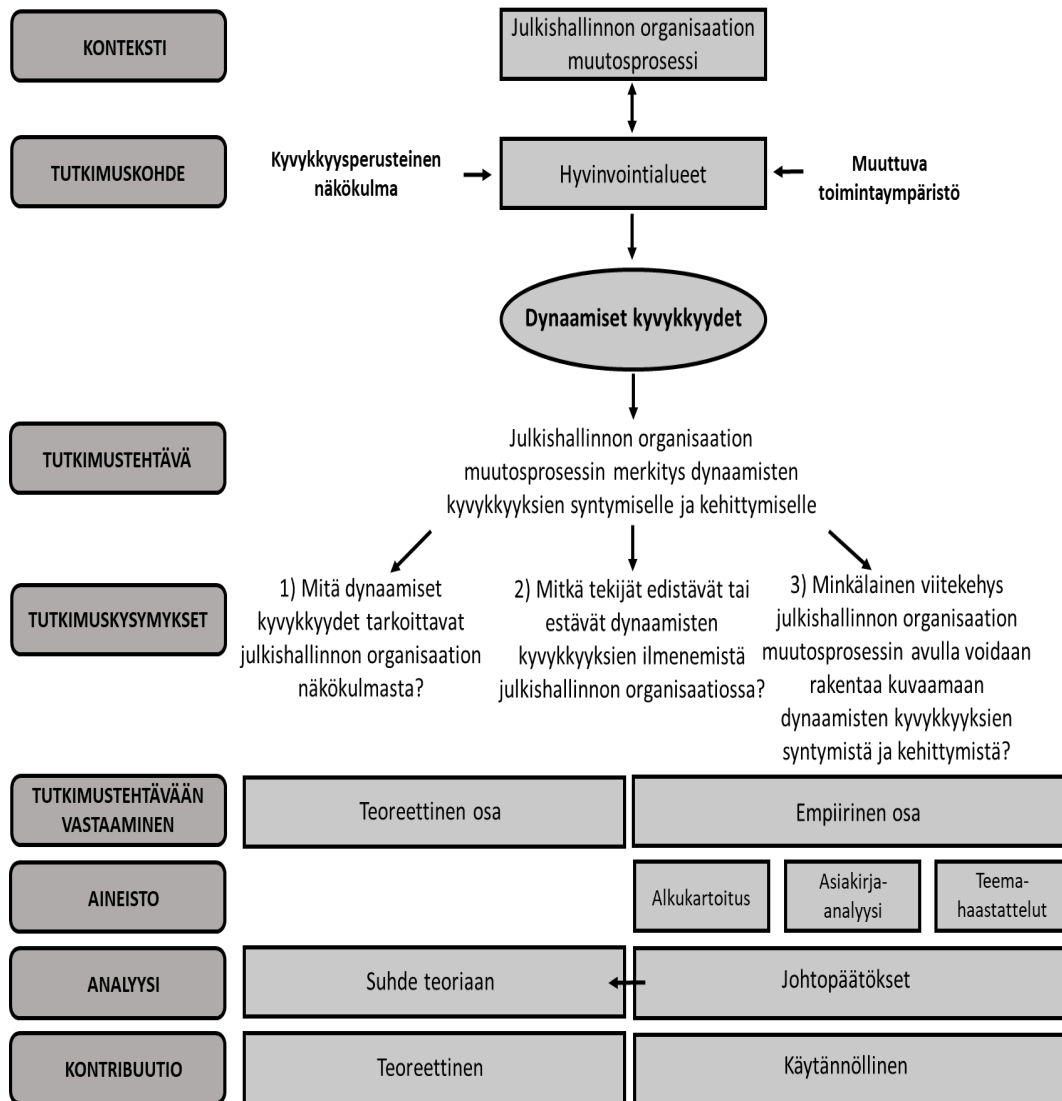 KONTEKSTI
Julkishallinnon organisaation
muutosprosessi
TUTKIMUSKOHDE
Kyvykkyysperusteinen
näkökulma
Hyvinvointialueet
Muuttuva
toimintaympäristö
Dynaamiset kyvykkyydet
TUTKIMUSTEHTÄVÄ
Julkishallinnon organisaation
muutosprosessin merkitys dynaamisten
kyvykkyyksien syntymiselle ja kehittymiselle
TUTKIMUSKYSYMYKSET
1) Mitä dynaamiset
kyvykkyydet tarkoittavat
julkishallinnon organisaation
näkökulmasta?
2) Mitkä tekijät edistävät tai
estävät dynaamisten
kyvykkyyksien ilmenemistä
julkishallinnon organisaatiossa?
3) Minkälainen viitekehys
julkishallinnon organisaation
muutosprosessin avulla voidaan
rakentaa kuvaamaan
dynaamisten kyvykkyyksien
syntymistä ja kehittymistä?
TUTKIMUSTEHTÄVÄÄN
VASTAAMINEN
Teoreettinen osa
Empiirinen osa
AINEISTO
Alkukartoitus
Asiakirja-
analyysi
Teema-
haastattelut
ANALYYSI
Suhde teoriaan
Johtopäätökset
KONTRIBUUTIO
Teoreettinen
Käytännöllinen